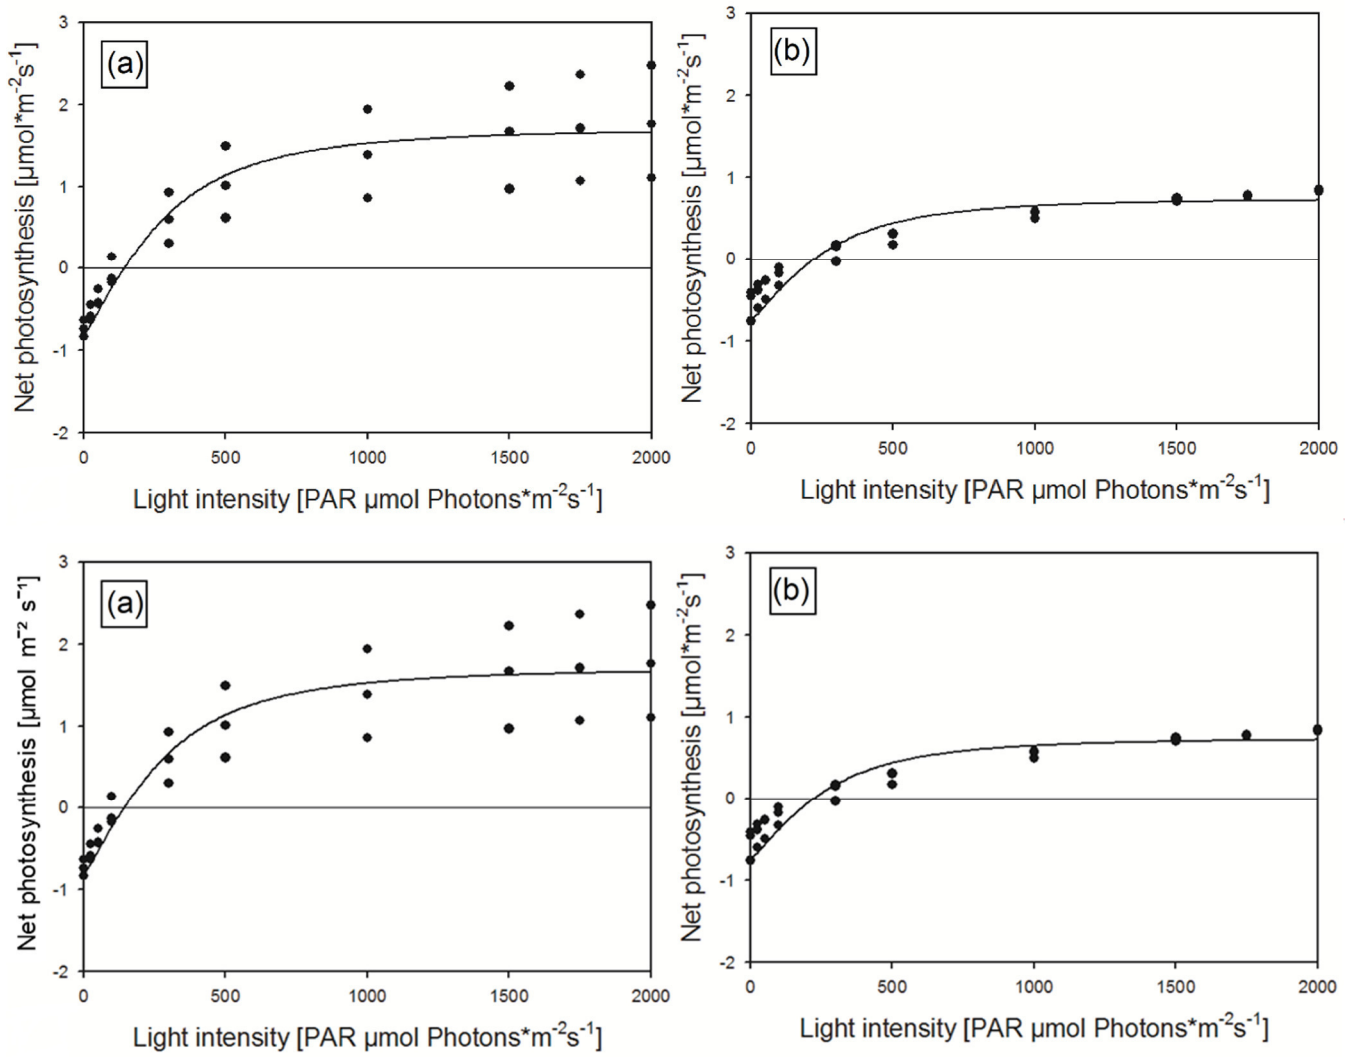 (a)
Net photosynthesis [µmol*m-2s-1]
3
2
1
0
-1
-2
0 500 1000 1500 2000
Light intensity [PAR µmol Photons*m-2s-1]
(b)
Net photosynthesis [µmol*m-2s-1]
3
2
1
0
-1
-2
0 500 1000 1500 2000
Light intensity [PAR µmol Photons*m-2s-1]
(a)
Net photosynthesis [µmol m⁻² s⁻¹]
3
2
1
0
-1
-2
0 500 1000 1500 2000
Light intensity [PAR µmol Photons*m-2s-1]
(b)
Net photosynthesis [µmol*m-2s-1]
3
2
1
0
-1
-2
0 500 1000 1500 2000
Light intensity [PAR µmol Photons*m-2s-1]